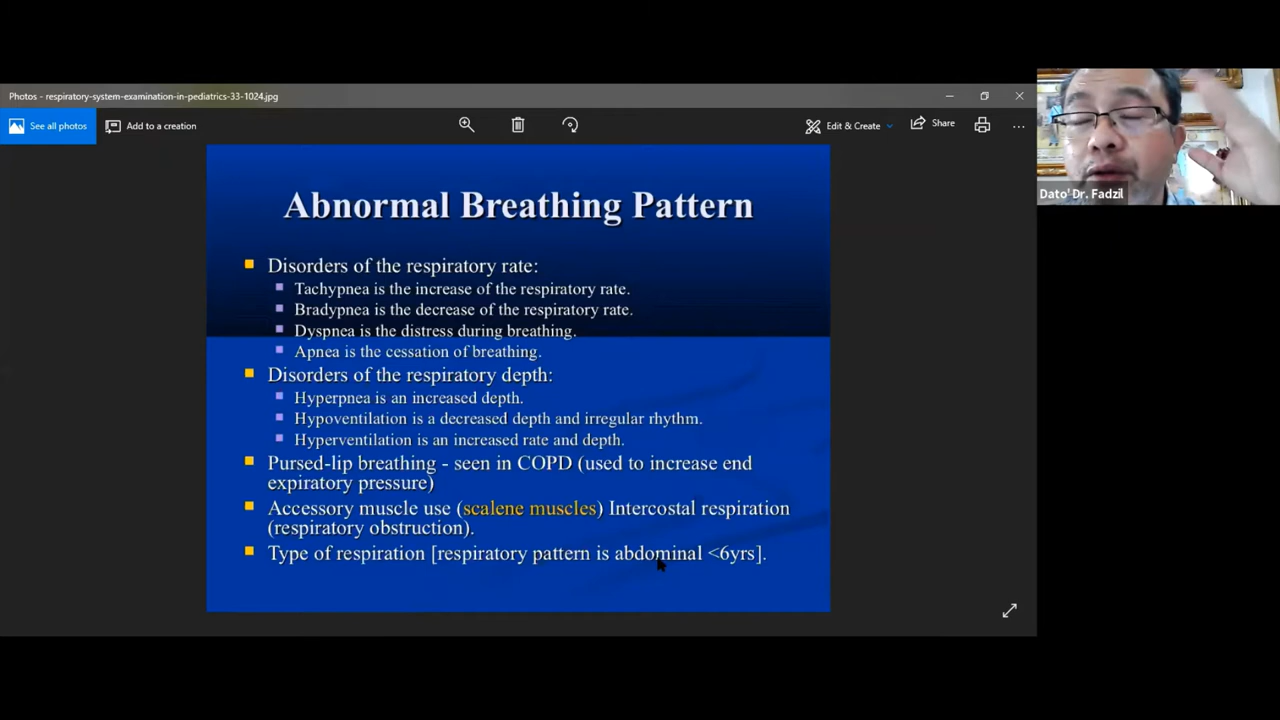 Photos - respiratory-system-examination-in-pediatrics-33-1024.jpg
See all photos
Add to a creation
Edit & Create
Share
Dato' Dr. Fadzil
Abnormal Breathing Pattern
Disorders of the respiratory rate:
Tachypnea is the increase of the respiratory rate.
Bradypnea is the decrease of the respiratory rate.
Dyspnea is the distress during breathing.
Apnea is the cessation of breathing.
Disorders of the respiratory depth:
Hyperpnea is an increased depth.
Hypoventilation is a decreased depth and irregular rhythm.
Hyperventilation is an increased rate and depth.
Pursed-lip breathing - seen in COPD (used to increase end
expiratory pressure)
Accessory muscle use (scalene muscles) Intercostal respiration
(respiratory obstruction).
Type of respiration [respiratory pattern is abdominal <6yrs].